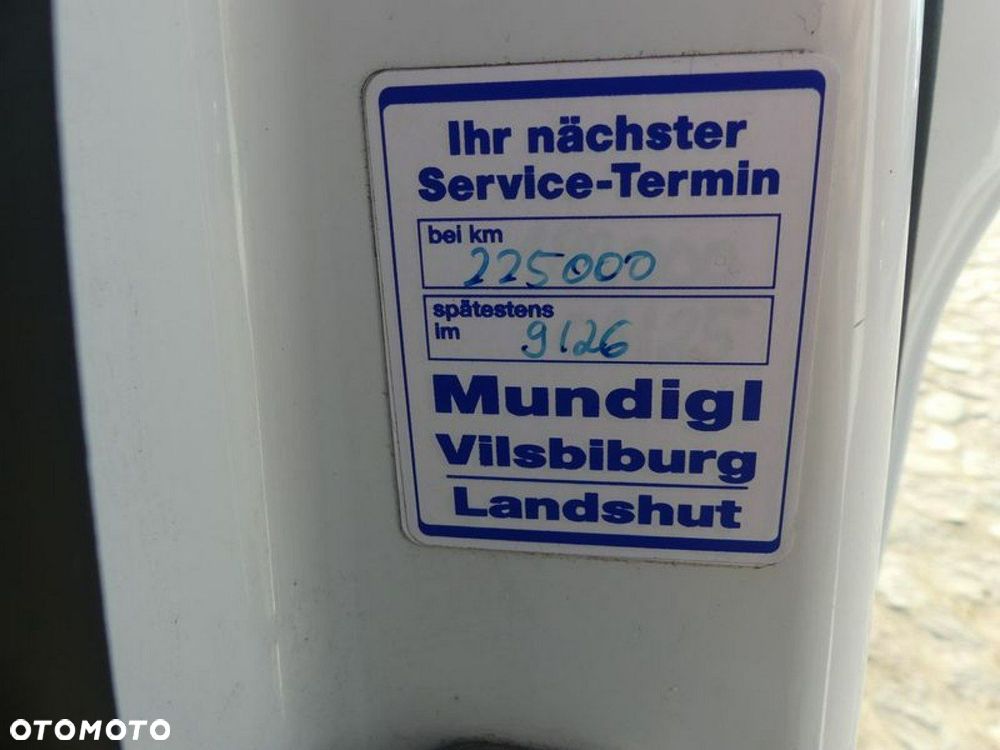 Ihr nächster
Service-Termin
bei km
225000
spätestens
im
9/26
Mundigl
Vilsbiburg
Landshut
OTOMOTO